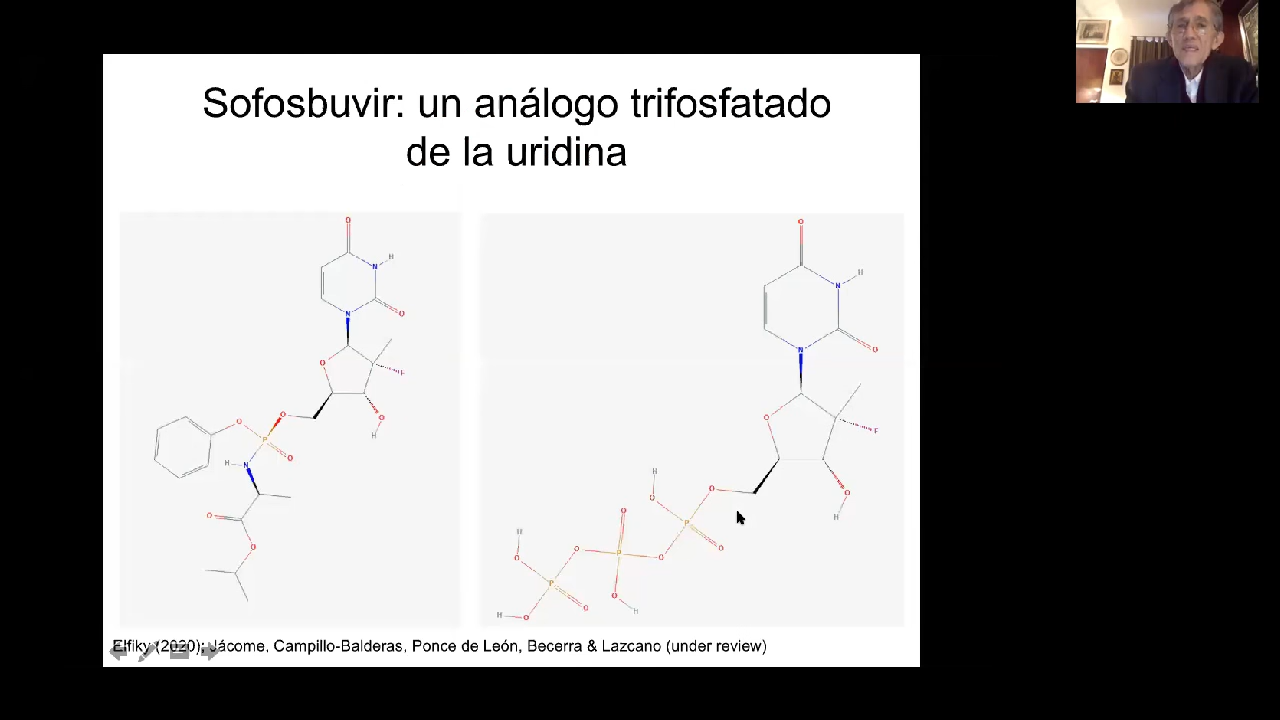 Sofosbuvir: un análogo trifosfatado
de la uridina
O
H
N
O
N
O
F
O
O
O
H
P
O
H
N
O
O
O
H
N
O
N
O
F
H
O
O
O
H
P
O
O
H
O
O
P
O
O
P
O
H
O
H
O
Elfiky (2020); Jácome, Campillo-Balderas, Ponce de León, Becerra & Lazcano (under review)